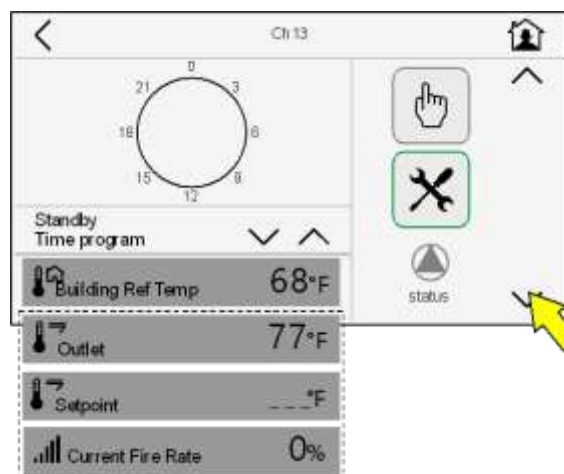 Ch 13
0
21 3
18 6
15 9
12
Standby
Time program
Building Ref Temp 68°F
status
Outlet 77°F
Setpoint _ _ _°F
Current Fire Rate 0%